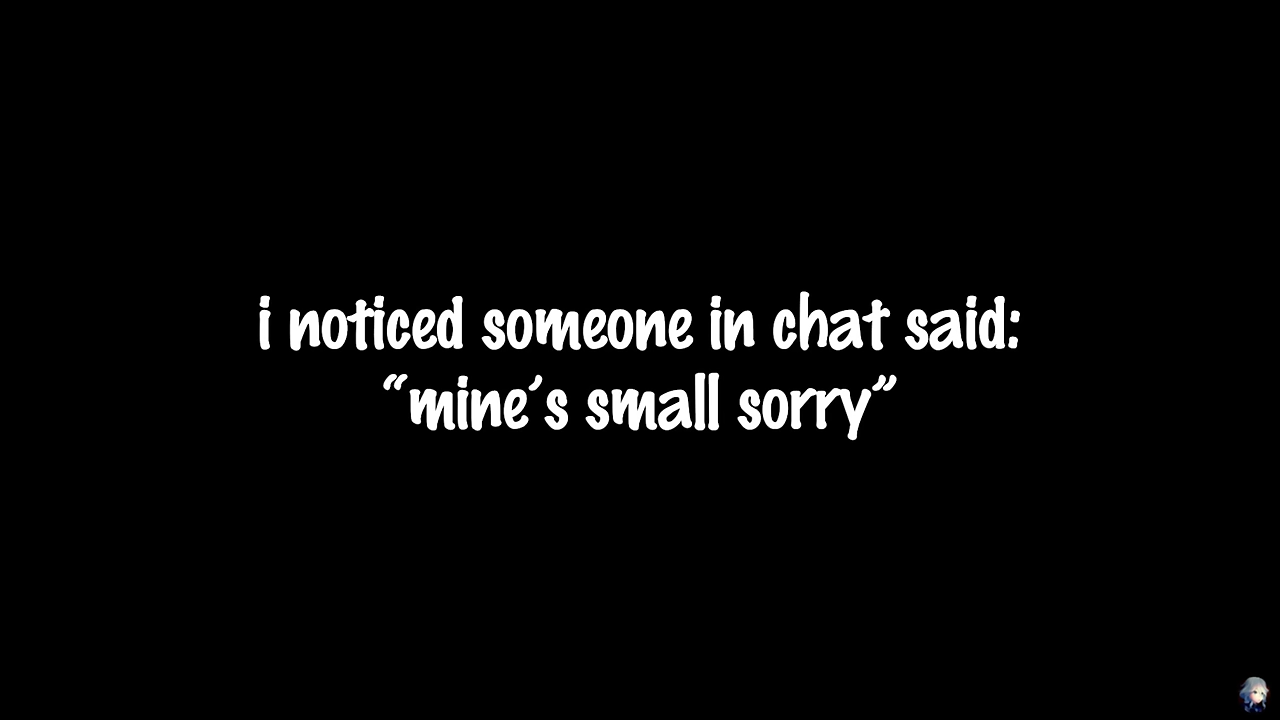 i noticed someone in chat said:
“mine’s small sorry”